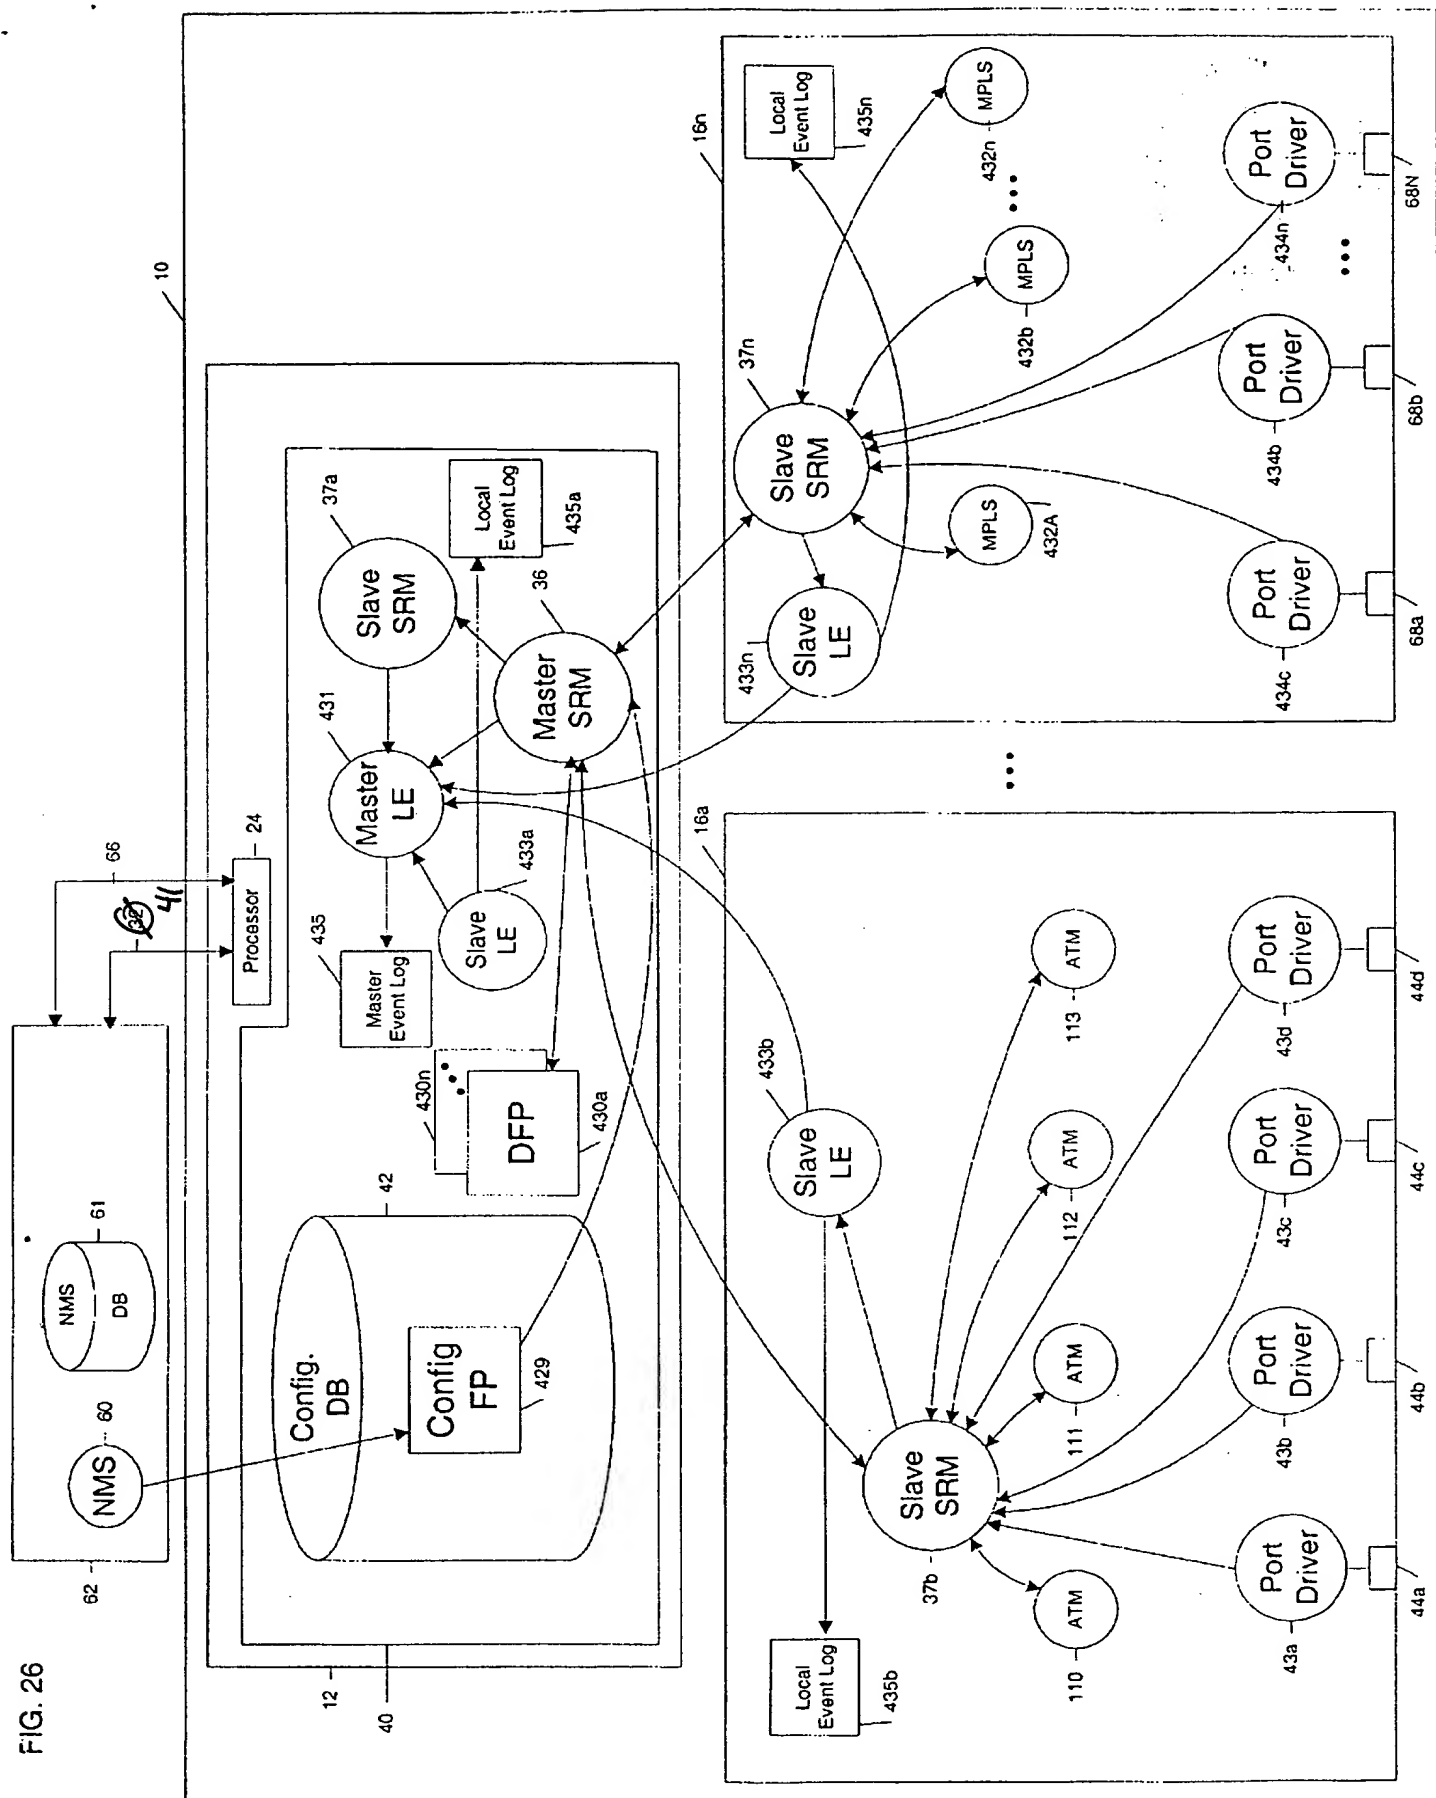 FIG. 26
62
NMS
60
NMS
DB
61
66
32
41
10
12
40
Processor
24
Config.
DB
42
Config
FP
429
DFP
430a
430n
Master
Event Log
435
Master
LE
431
Slave
LE
433a
Slave
SRM
37a
Master
SRM
36
Local
Event Log
435a
16a
Local
Event Log
435b
Slave
LE
433b
Slave
SRM
37b
ATM
110
ATM
111
ATM
112
ATM
113
Port
Driver
43a
Port
Driver
43b
Port
Driver
43c
Port
Driver
43d
44a
44b
44c
44d
16n
Slave
LE
433n
Slave
SRM
37n
Local
Event Log
435n
MPLS
432A
MPLS
432b
MPLS
432n
Port
Driver
434c
Port
Driver
434b
Port
Driver
434n
68a
68b
68N